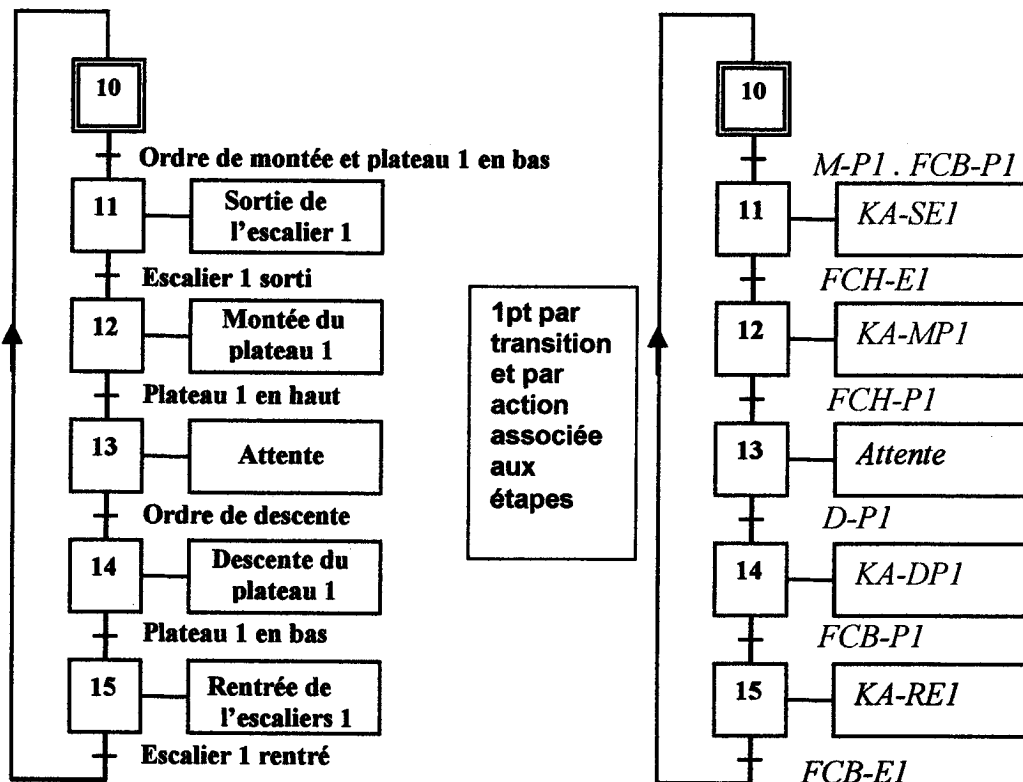 10
Ordre de montée et plateau 1 en bas
11
Sortie de
l'escalier 1
Escalier 1 sorti
12
Montée du
plateau 1
Plateau 1 en haut
13
Attente
Ordre de descente
14
Descente du
plateau 1
Plateau 1 en bas
15
Rentrée de
l'escaliers 1
Escalier 1 rentré
1pt par
transition
et par
action
associée
aux
étapes
10
M-P1 . FCB-P1
11
KA-SE1
FCH-E1
12
KA-MP1
FCH-P1
13
Attente
D-P1
14
KA-DP1
FCB-P1
15
KA-RE1
FCB-E1